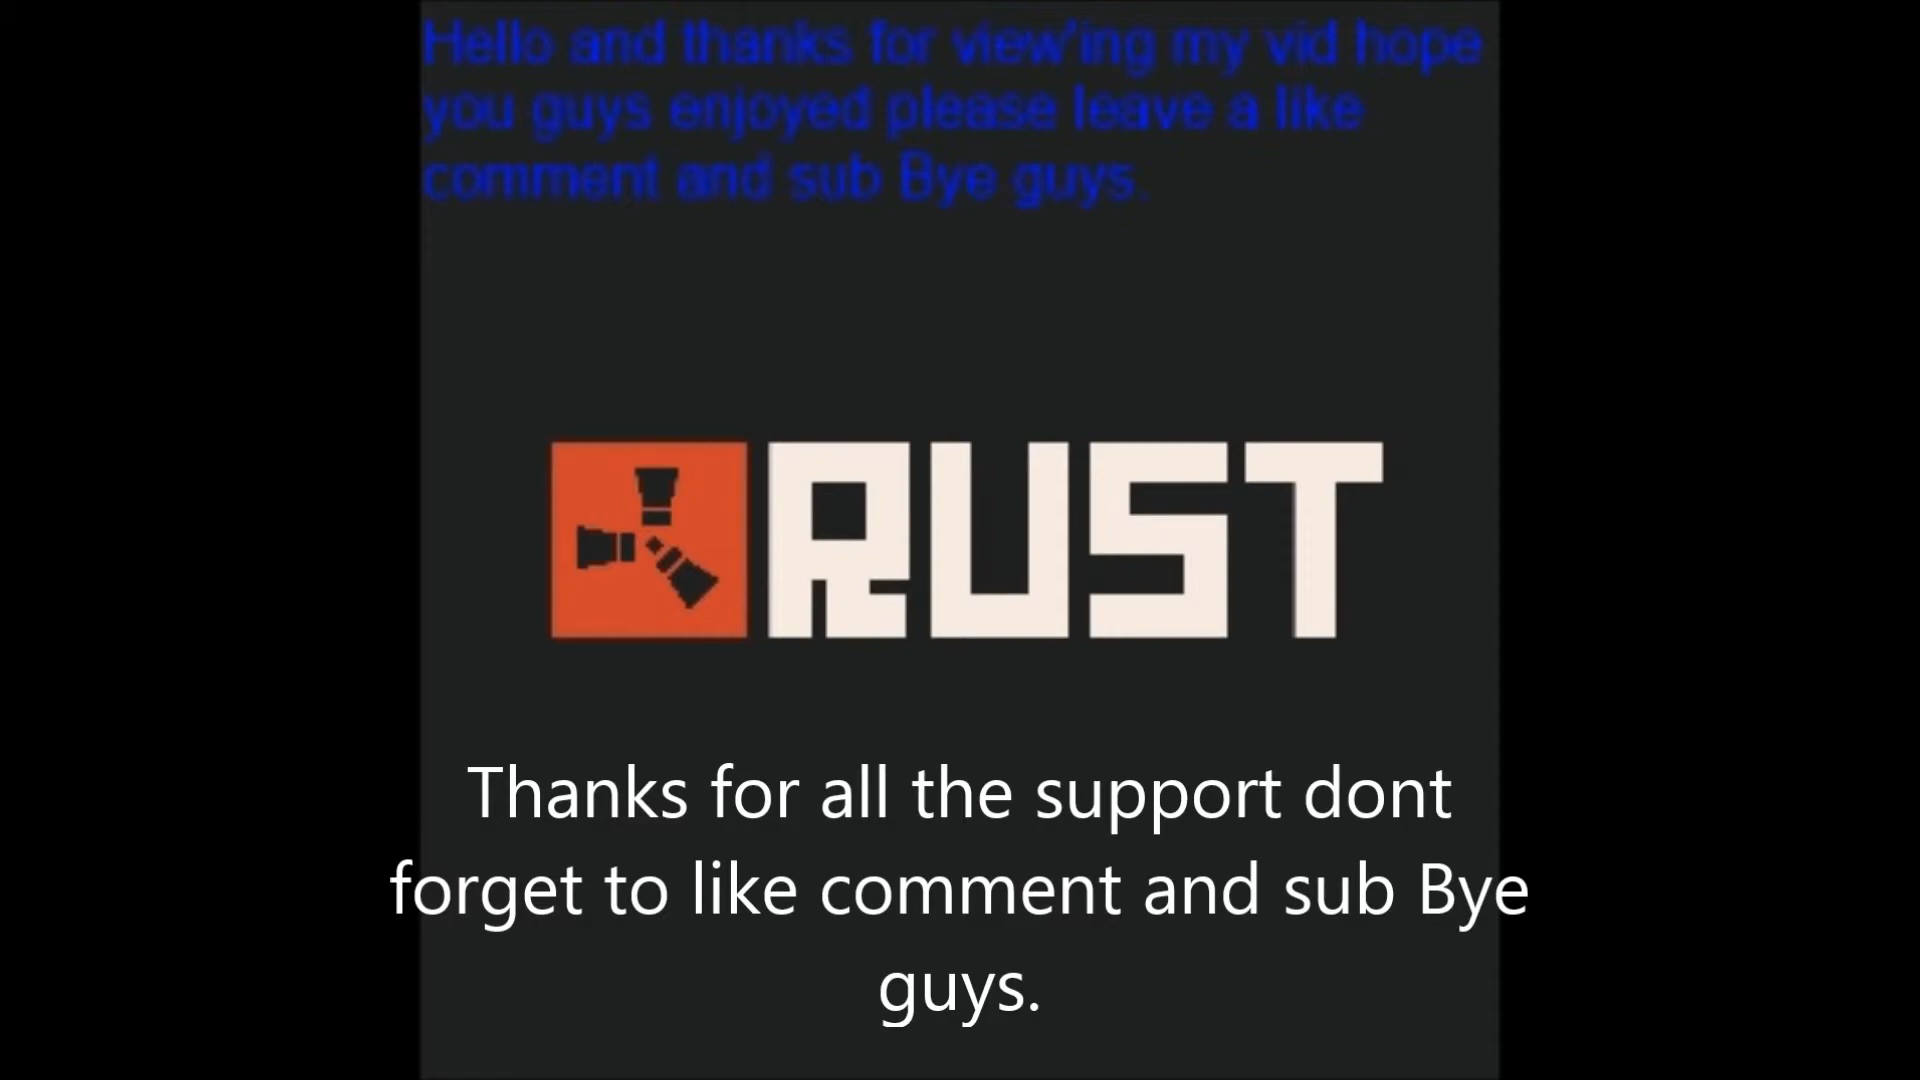 Hello and thanks for view'ing my vid hope
you guys enjoyed please leave a like
comment and sub Bye guys.
RUST
Thanks for all the support dont
forget to like comment and sub Bye
guys.